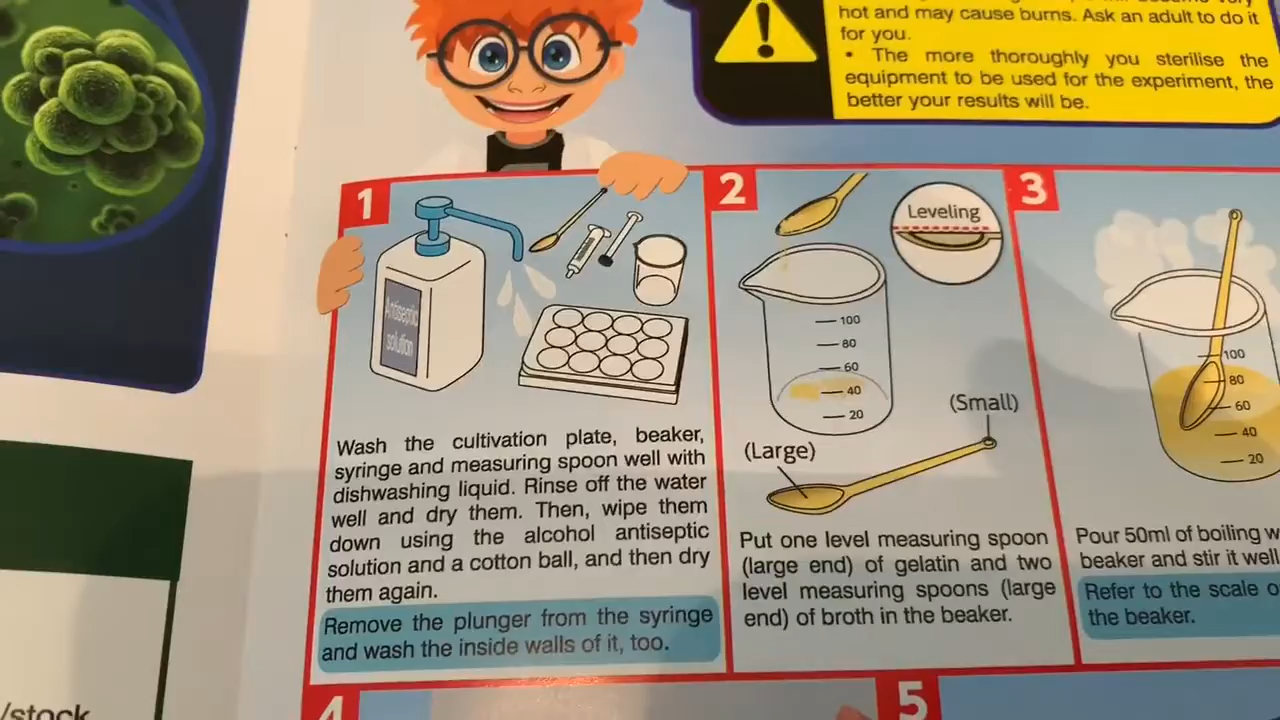 hot and may cause burns. Ask an adult to do it
for you.
• The more thoroughly you sterilise the
equipment to be used for the experiment, the
better your results will be.
1
Antiseptic
solution
Wash the cultivation plate, beaker,
syringe and measuring spoon well with
dishwashing liquid. Rinse off the water
well and dry them. Then, wipe them
down using the alcohol antiseptic
solution and a cotton ball, and then dry
them again.
Remove the plunger from the syringe
and wash the inside walls of it, too.
2
Leveling
100
80
60
40
20
(Small)
(Large)
Put one level measuring spoon
(large end) of gelatin and two
level measuring spoons (large
end) of broth in the beaker.
3
100
80
60
40
20
Pour 50ml of boiling
beaker and stir it well
Refer to the scale
the beaker.
/stock
4
5